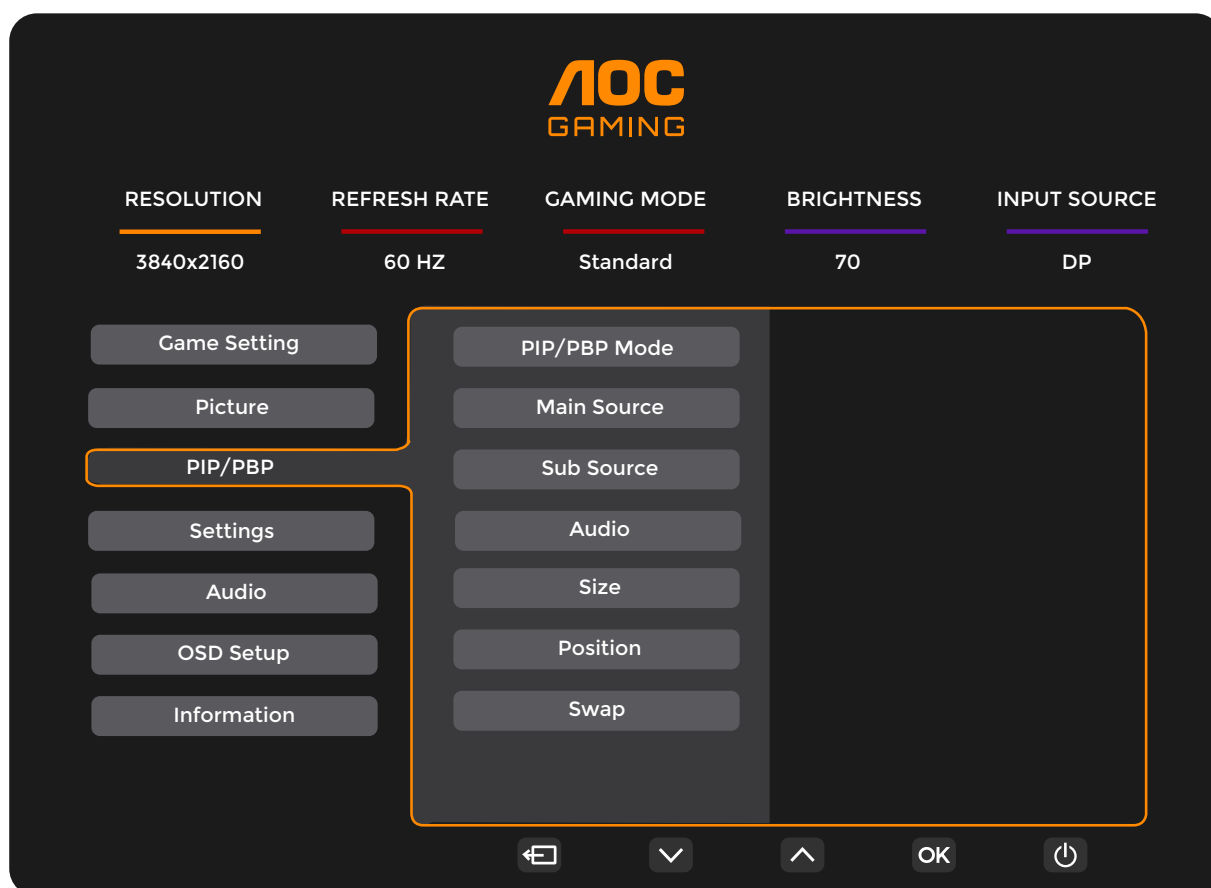 AOC
GAMING
RESOLUTION REFRESH RATE GAMING MODE BRIGHTNESS INPUT SOURCE
3840x2160 60 HZ Standard 70 DP
Game Setting
Picture
PIP/PBP
Settings
Audio
OSD Setup
Information
PIP/PBP Mode
Main Source
Sub Source
Audio
Size
Position
Swap
OK